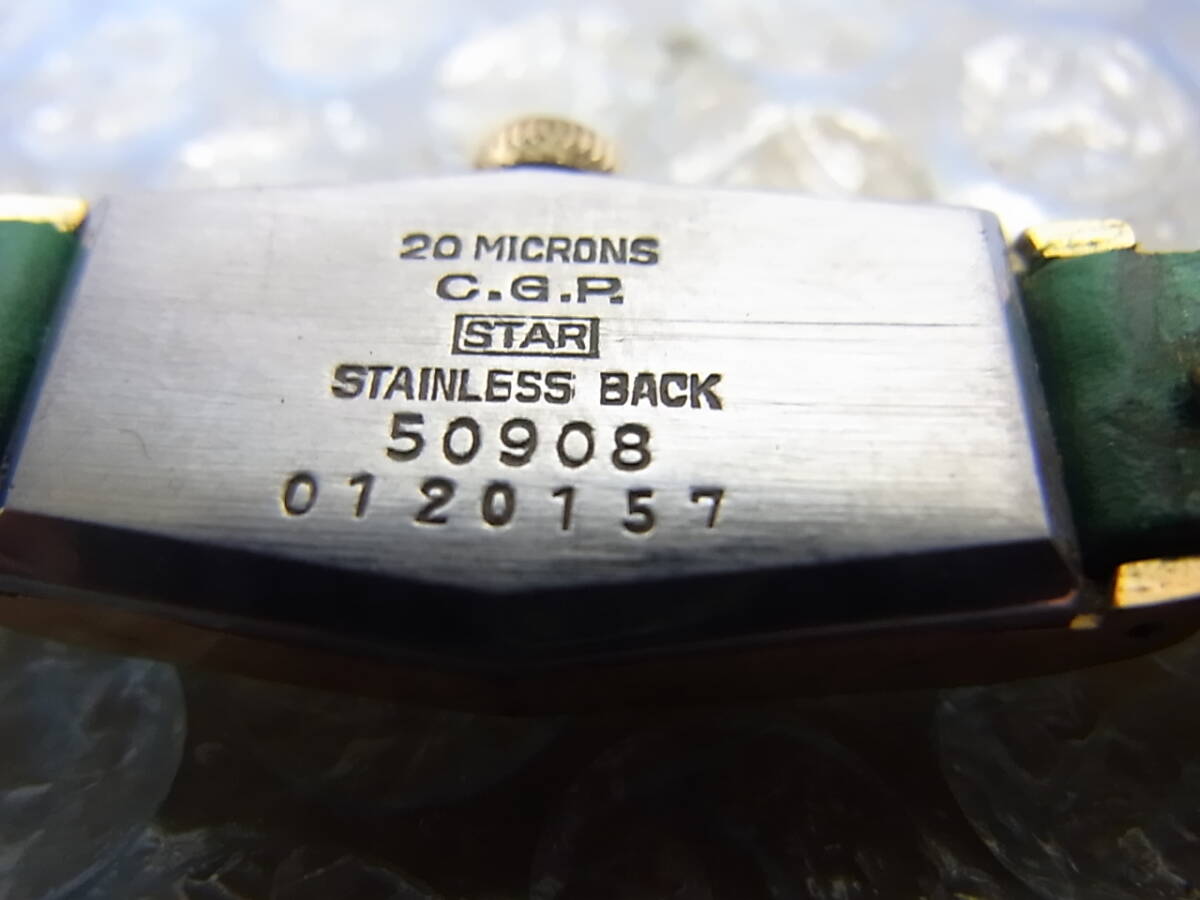 20 MICRONS
C.G.P.
STAR
STAINLESS BACK
50908
0120157